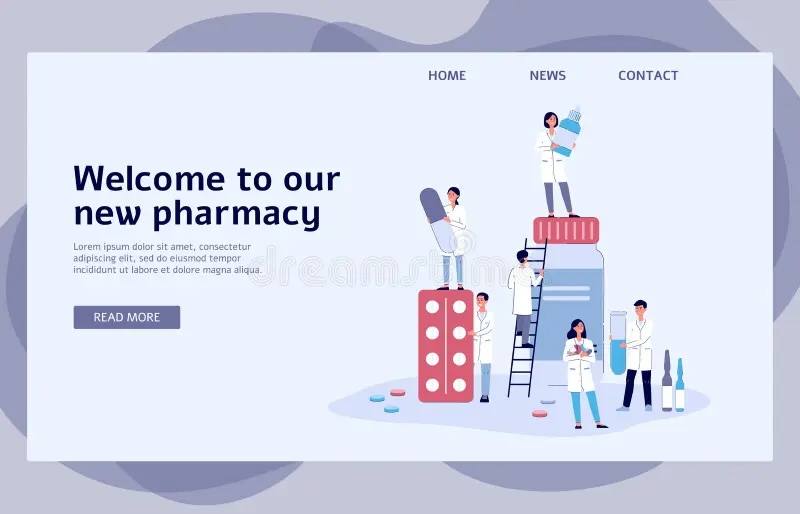 HOME NEWS CONTACT
Welcome to our
new pharmacy
Lorem ipsum dolor sit amet, consectetur
adipiscing elit, sed do eiusmod tempor
incididunt ut labore et dolore magna aliqua.
READ MORE
dreamstime.com